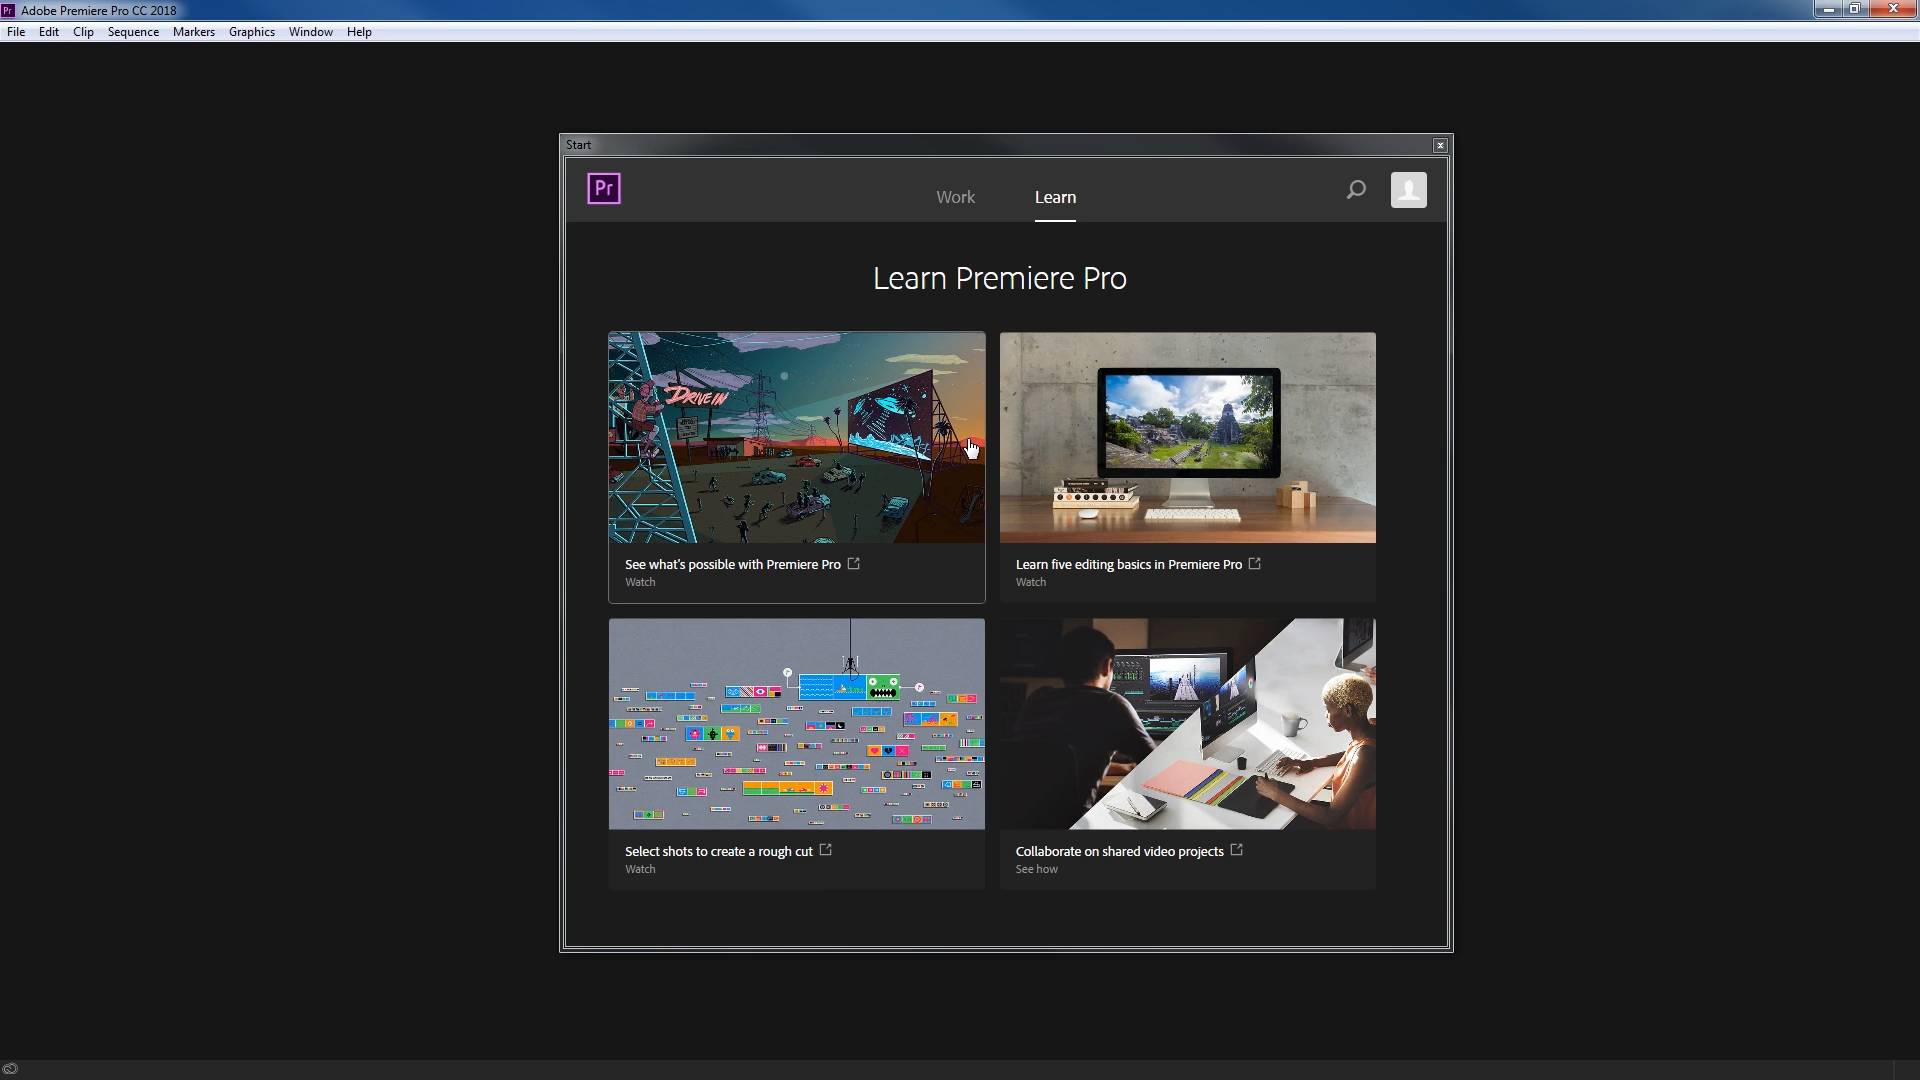 Pr Adobe Premiere Pro CC 2018
File Edit Clip Sequence Markers Graphics Window Help
Start
Pr
Work Learn
Learn Premiere Pro
DRIVE IN
See what's possible with Premiere Pro
Watch
Learn five editing basics in Premiere Pro
Watch
Select shots to create a rough cut
Watch
Collaborate on shared video projects
See how